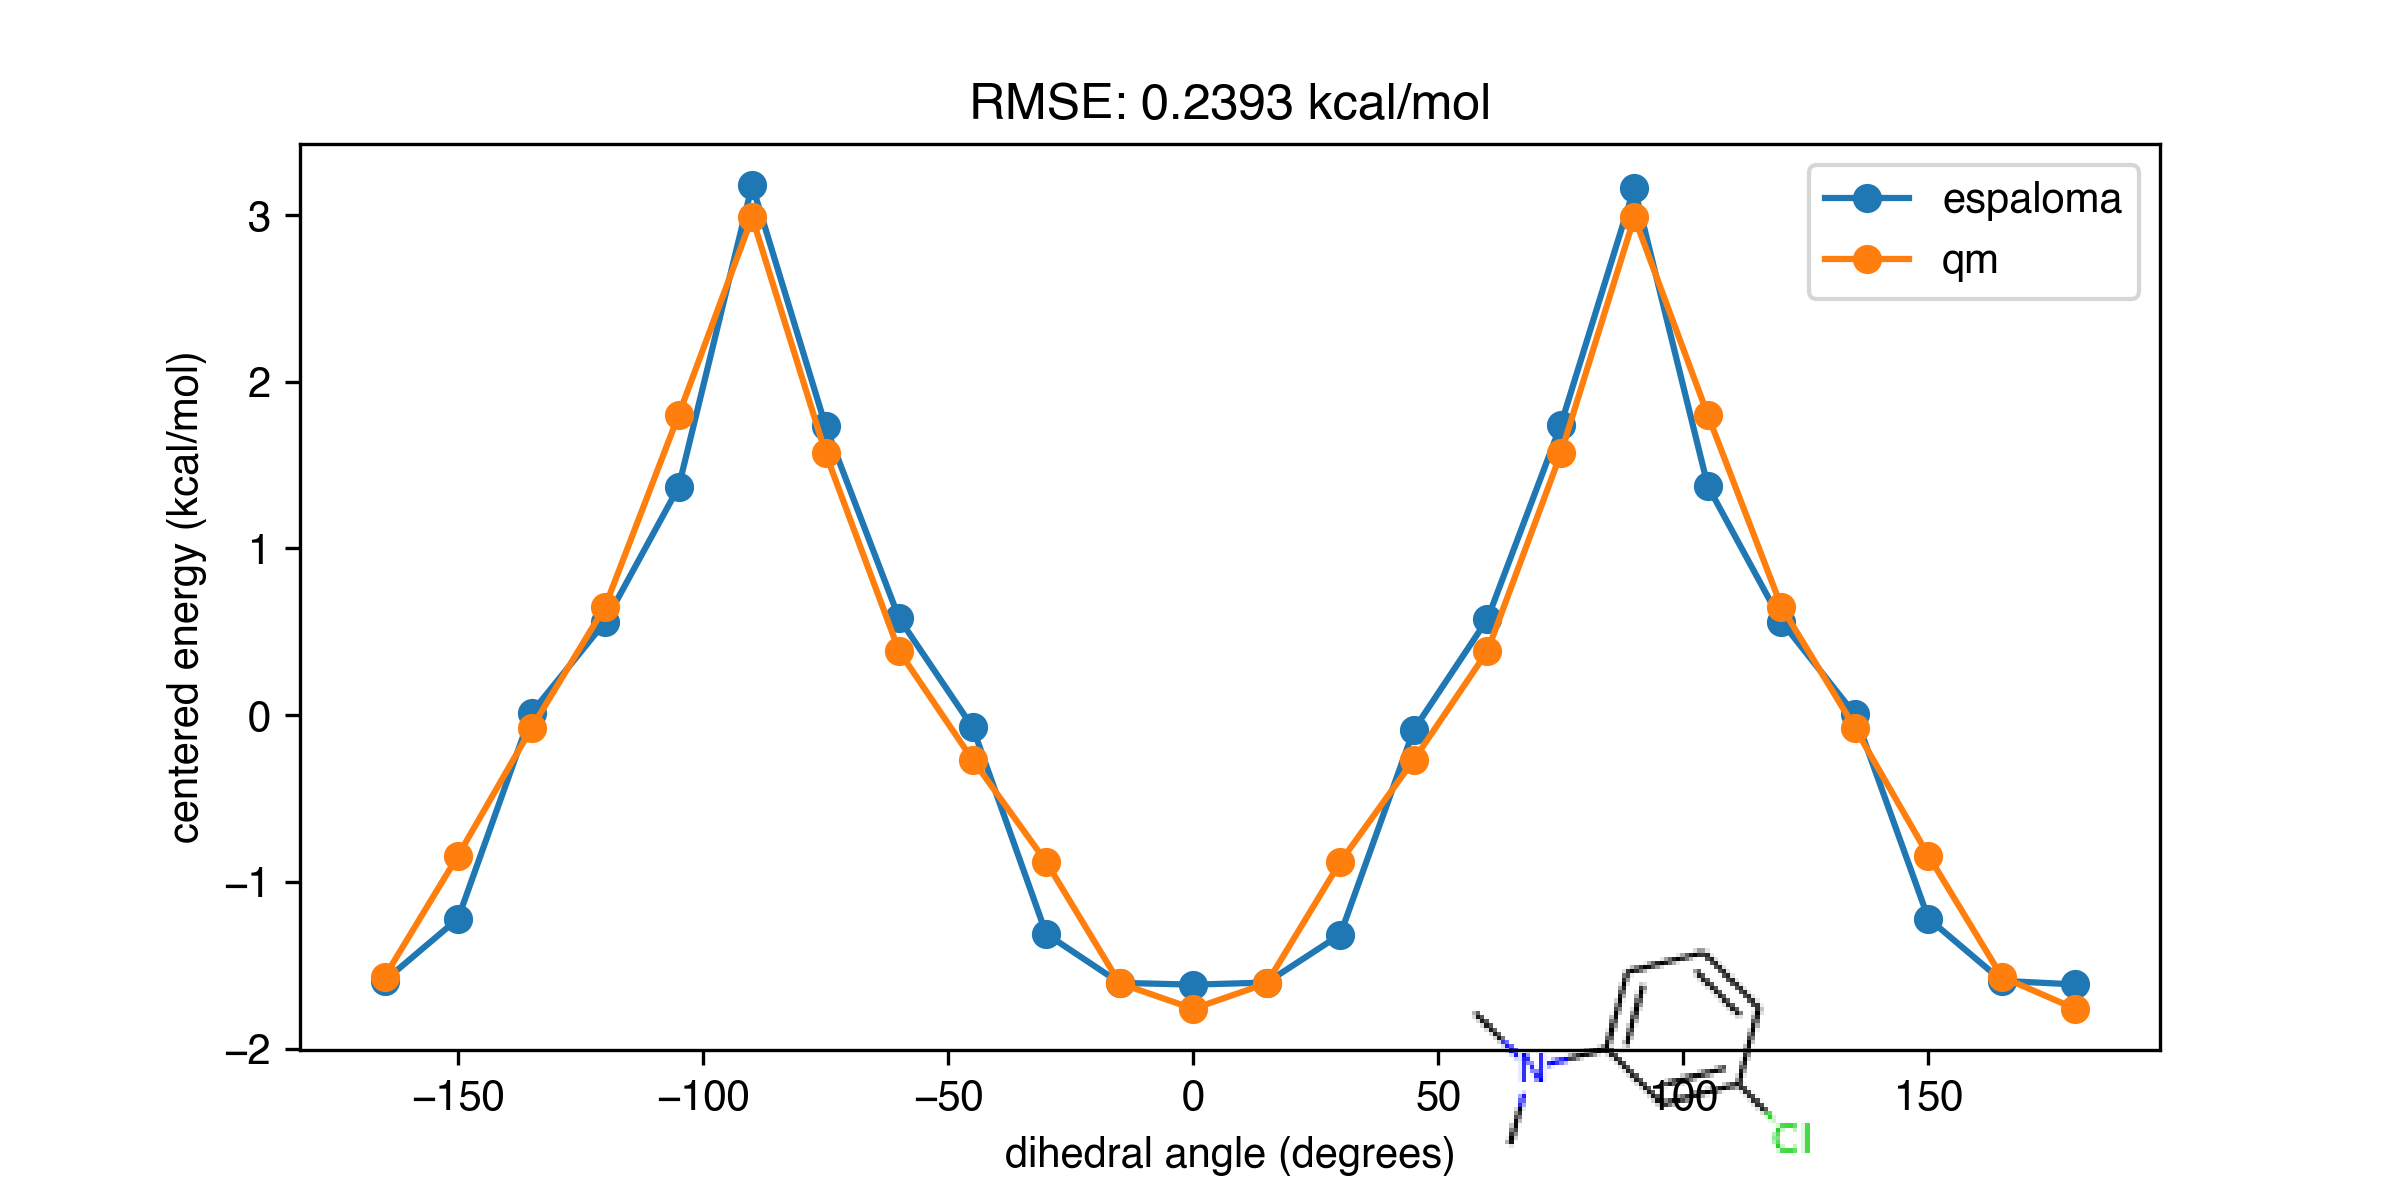 RMSE: 0.2393 kcal/mol
espaloma
qm
centered energy (kcal/mol)
3
2
1
0
−1
−2
−150 −100 −50 0 50 100 150
N
Cl
dihedral angle (degrees)